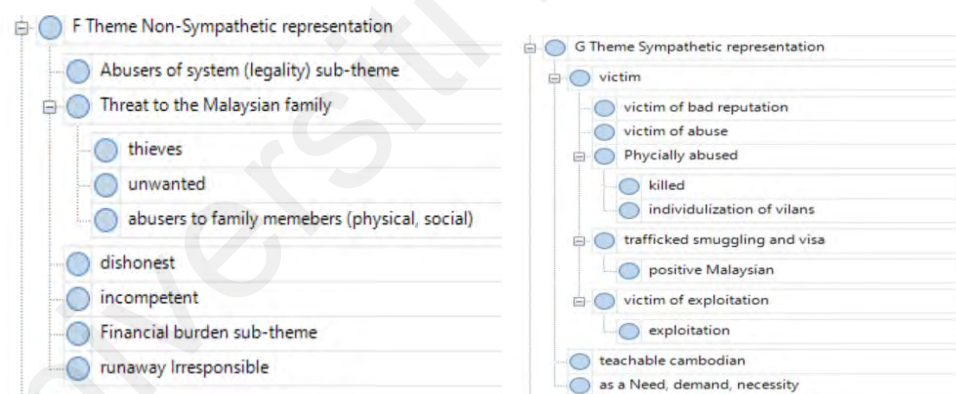 F Theme Non-Sympathetic representation
Abusers of system (legality) sub-theme
Threat to the Malaysian family
thieves
unwanted
abusers to family memebers (physical, social)
dishonest
incompetent
Financial burden sub-theme
runaway Irresponsible
G Theme Sympathetic representation
victim
victim of bad reputation
victim of abuse
Phycially abused
killed
individulization of vilans
trafficked smuggling and visa
positive Malaysian
victim of exploitation
exploitation
teachable cambodian
as a Need, demand, necessity